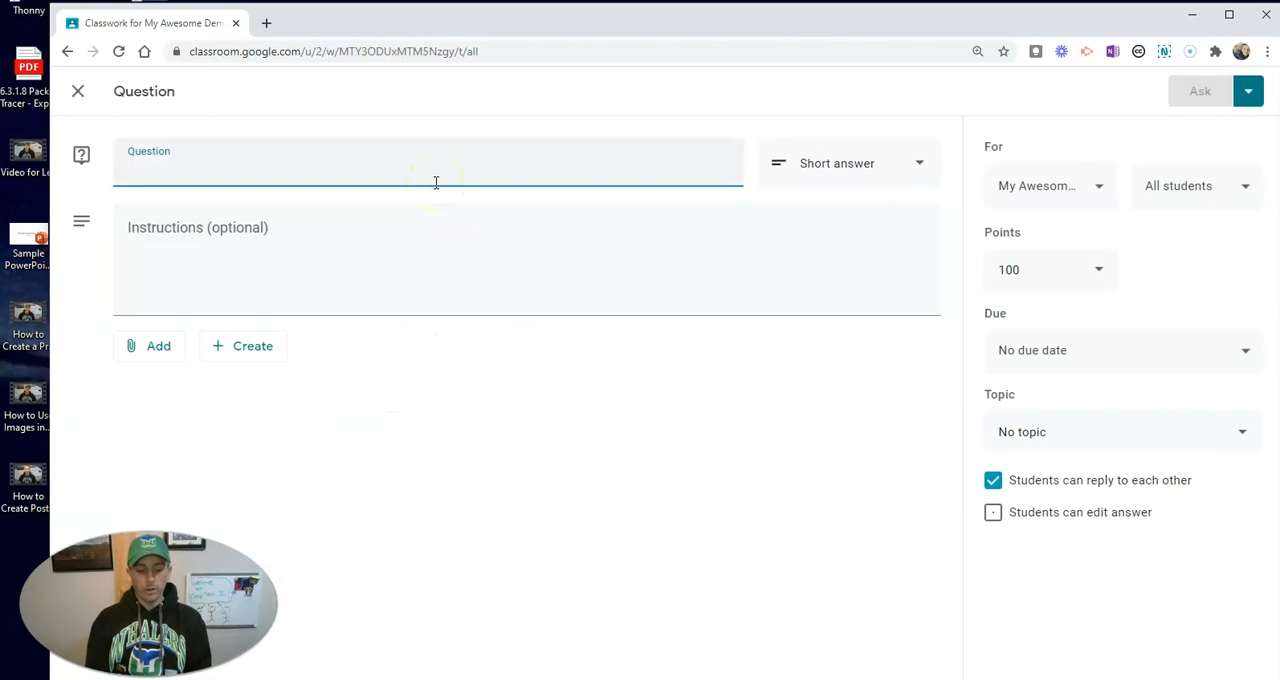 Thonny
Classwork for My Awesome Dem
classroom.google.com/u/2/w/MTY3ODUxMTM5Nzgy/t/all
PDF
6.3.1.8 Pack
Tracer - Exp
Video for Le
Sample
PowerPoi...
How to
Create a Pr
How to Use
Images in...
How to
Create Post
Question
Ask
Question
Short answer
Instructions (optional)
Add
Create
For
My Awesom...
All students
Points
100
Due
No due date
Topic
No topic
Students can reply to each other
Students can edit answer
WHALERS